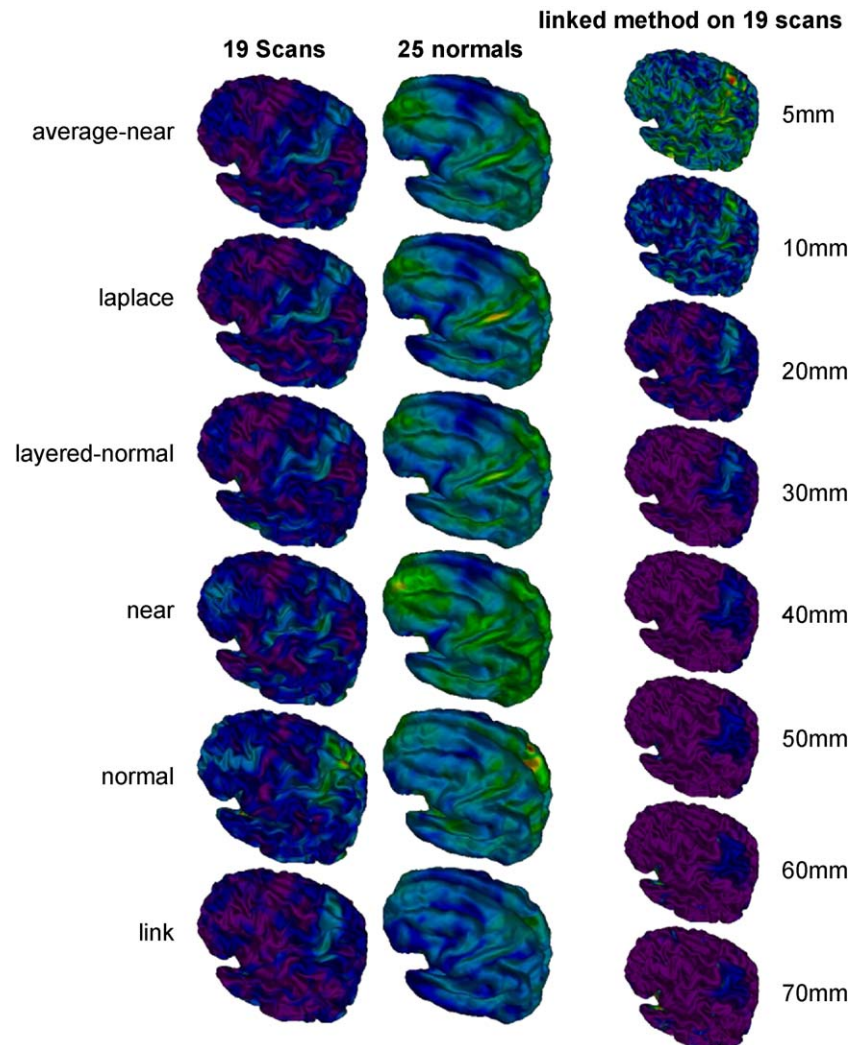 linked method on 19 scans
19 Scans
25 normals
average-near
laplace
layered-normal
near
normal
link
5mm
10mm
20mm
30mm
40mm
50mm
60mm
70mm